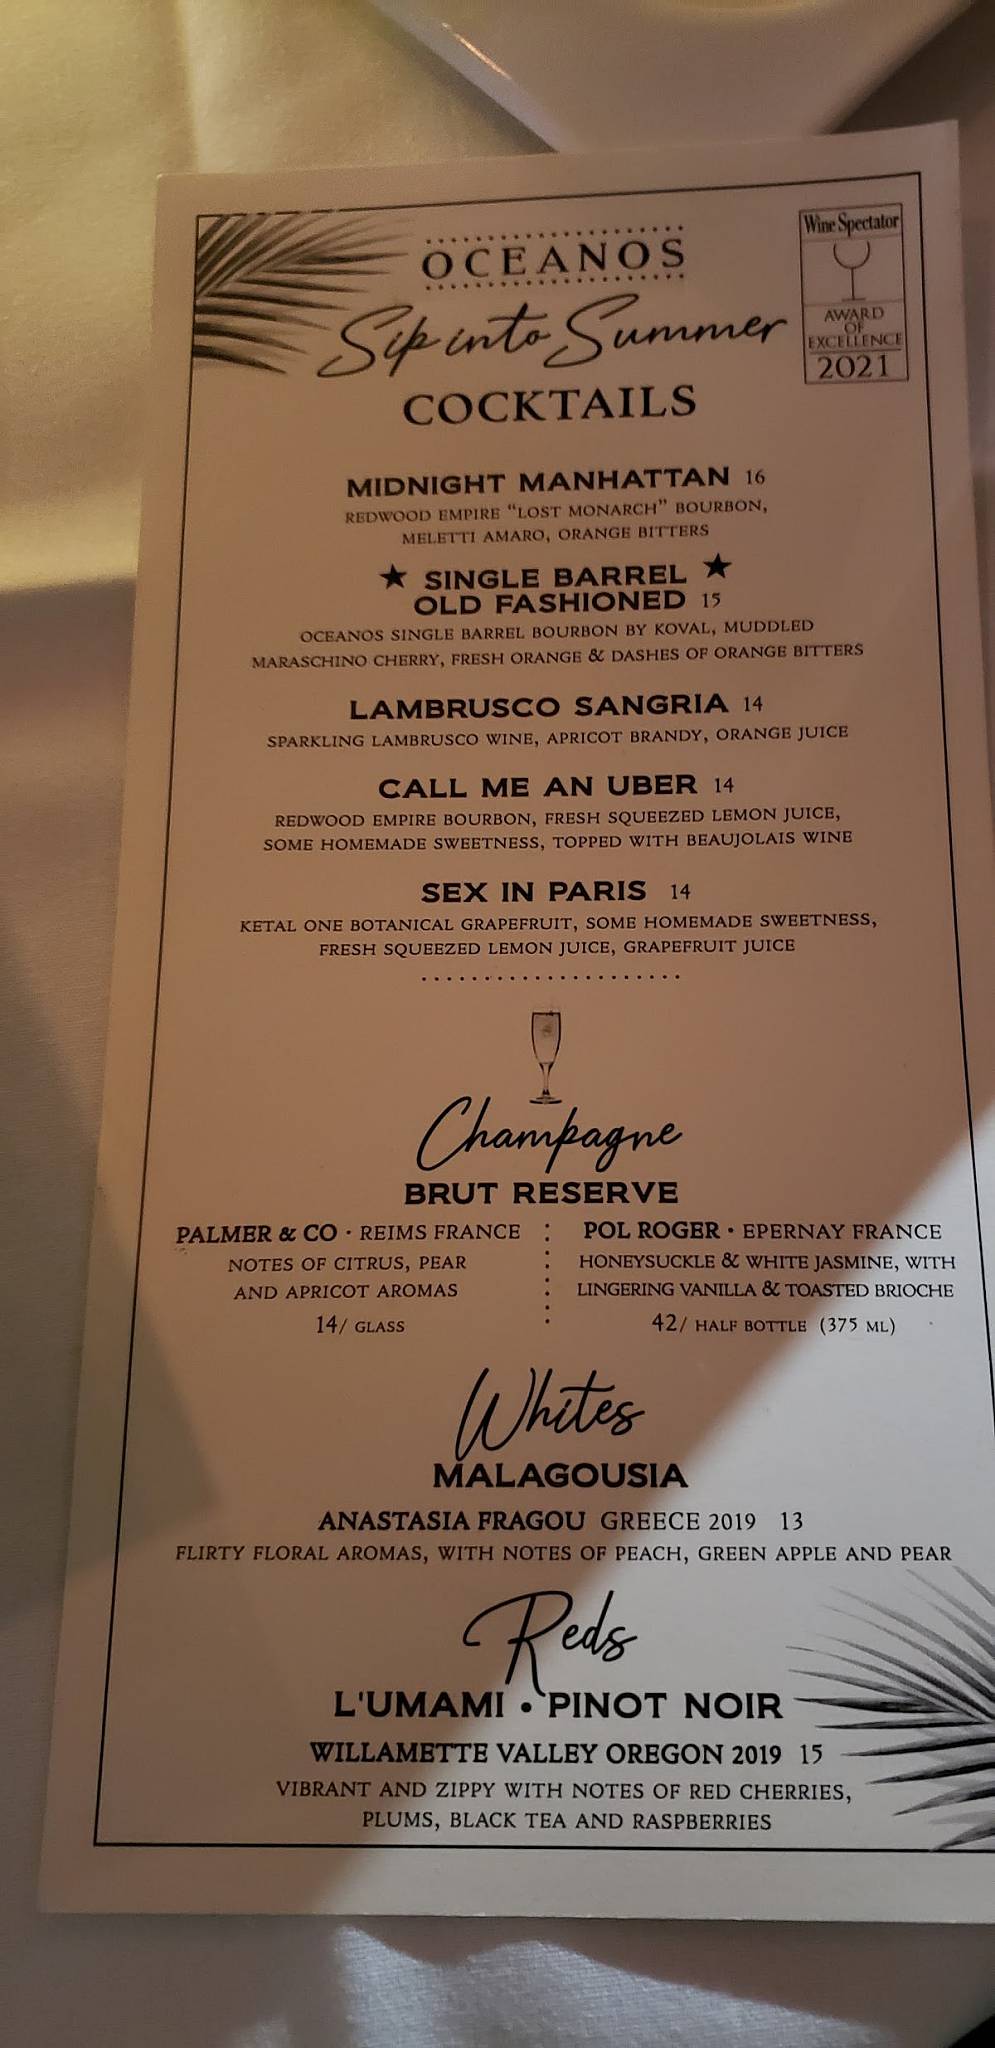 OCEANOS
Sip into Summer
COCKTAILS
Wine Spectator
AWARD
OF
EXCELLENCE
2021
MIDNIGHT MANHATTAN 16
REDWOOD EMPIRE "LOST MONARCH" BOURBON,
MELETTI AMARO, ORANGE BITTERS
★ SINGLE BARREL ★
OLD FASHIONED 15
OCEANOS SINGLE BARREL BOURBON BY KOVAL, MUDDLED
MARASCHINO CHERRY, FRESH ORANGE & DASHES OF ORANGE BITTERS
LAMBRUSCO SANGRIA 14
SPARKLING LAMBRUSCO WINE, APRICOT BRANDY, ORANGE JUICE
CALL ME AN UBER 14
REDWOOD EMPIRE BOURBON, FRESH SQUEEZED LEMON JUICE,
SOME HOMEMADE SWEETNESS, TOPPED WITH BEAUJOLAIS WINE
SEX IN PARIS 14
KETAL ONE BOTANICAL GRAPEFRUIT, SOME HOMEMADE SWEETNESS,
FRESH SQUEEZED LEMON JUICE, GRAPEFRUIT JUICE
Champagne
BRUT RESERVE
PALMER & CO · REIMS FRANCE
NOTES OF CITRUS, PEAR
AND APRICOT AROMAS
14/ GLASS
POL ROGER · EPERNAY FRANCE
HONEYSUCKLE & WHITE JASMINE, WITH
LINGERING VANILLA & TOASTED BRIOCHE
42/ HALF BOTTLE (375 ML)
Whites
MALAGOUSIA
ANASTASIA FRAGOU GREECE 2019 13
FLIRTY FLORAL AROMAS, WITH NOTES OF PEACH, GREEN APPLE AND PEAR
Reds
L'UMAMI · PINOT NOIR
WILLAMETTE VALLEY OREGON 2019 15
VIBRANT AND ZIPPY WITH NOTES OF RED CHERRIES,
PLUMS, BLACK TEA AND RASPBERRIES